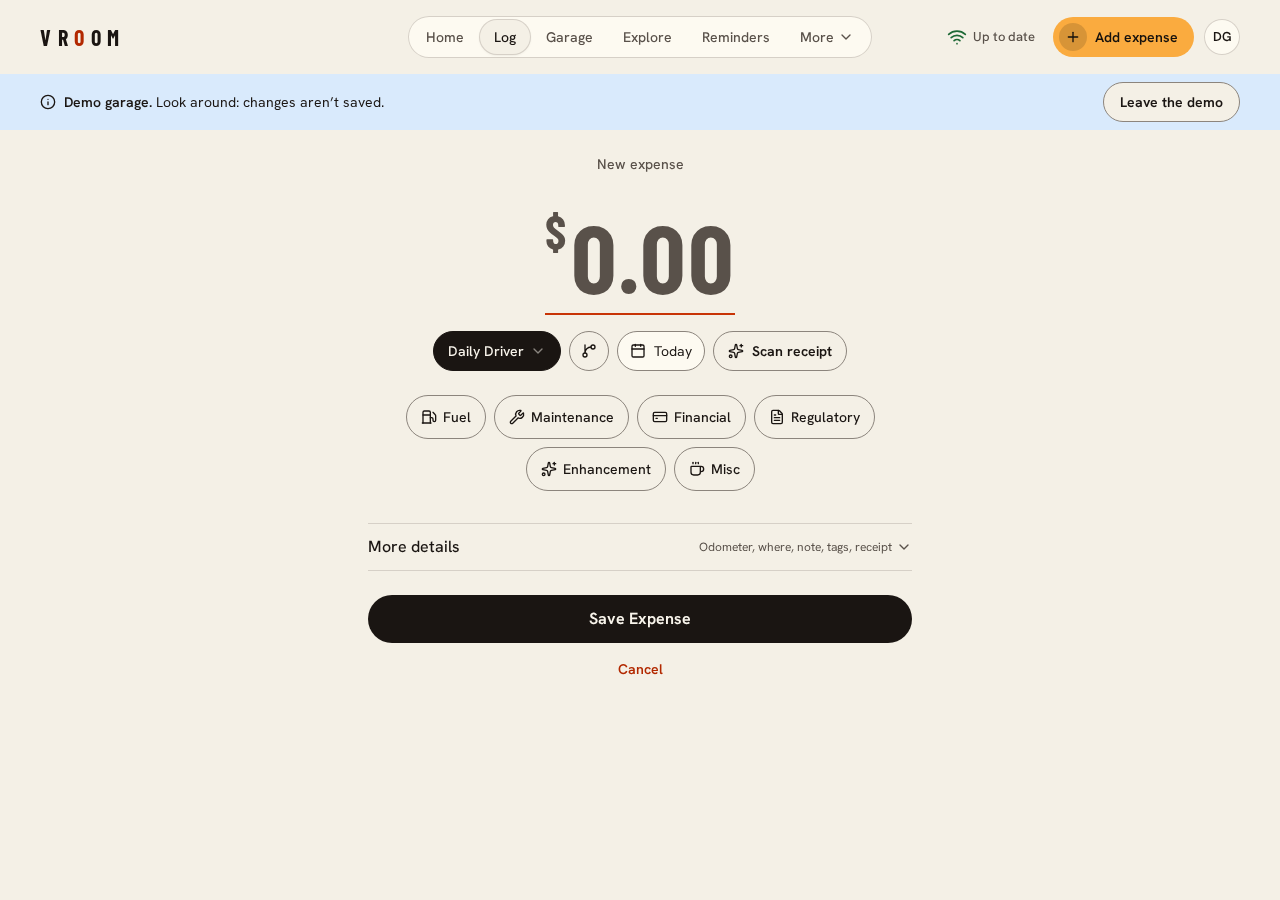 VROOM Home Log Garage Explore Reminders More Up to date Add expense DG
Demo garage. Look around: changes aren’t saved. Leave the demo
New expense
$0.00
Daily Driver Today Scan receipt
Fuel Maintenance Financial Regulatory
Enhancement Misc
More details Odometer, where, note, tags, receipt
Save Expense
Cancel